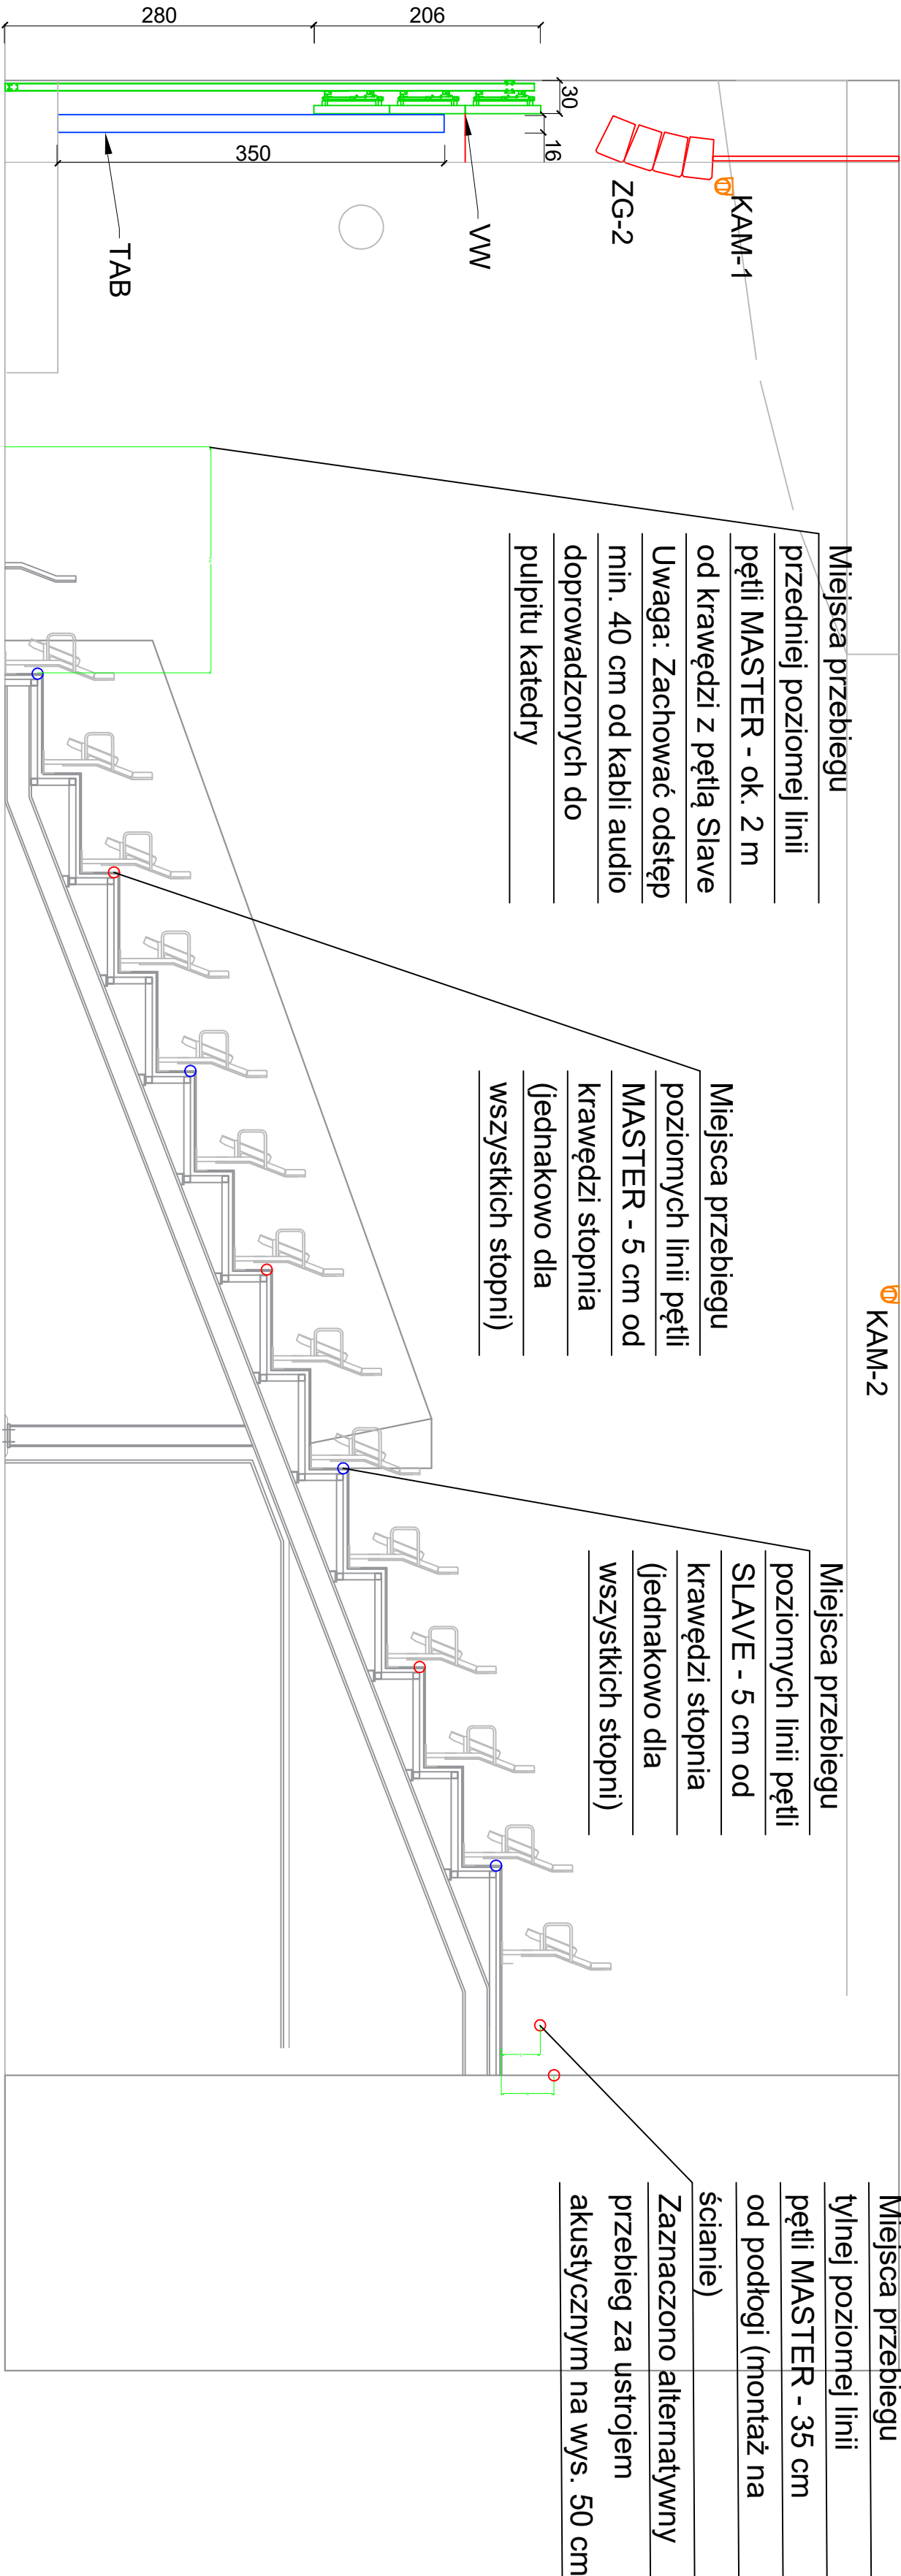 280
206
30
16
350
TAB
VW
ZG-2
KAM-1
Miejsca przebiegu
przedniej poziomej linii
pętli MASTER - ok. 2 m
od krawędzi z pętlą Slave
Uwaga: Zachować odstęp
min. 40 cm od kabli audio
doprowadzonych do
pulpitu katedry
Miejsca przebiegu
poziomych linii pętli
MASTER - 5 cm od
krawędzi stopnia
(jednakowo dla
wszystkich stopni)
KAM-2
Miejsca przebiegu
poziomych linii pętli
SLAVE - 5 cm od
krawędzi stopnia
(jednakowo dla
wszystkich stopni)
Miejsca przebiegu
tylnej poziomej linii
pętli MASTER - 35 cm
od podłogi (montaż na
ścianie)
Zaznaczono alternatywny
przebieg za ustrojem
akustycznym na wys. 50 cm